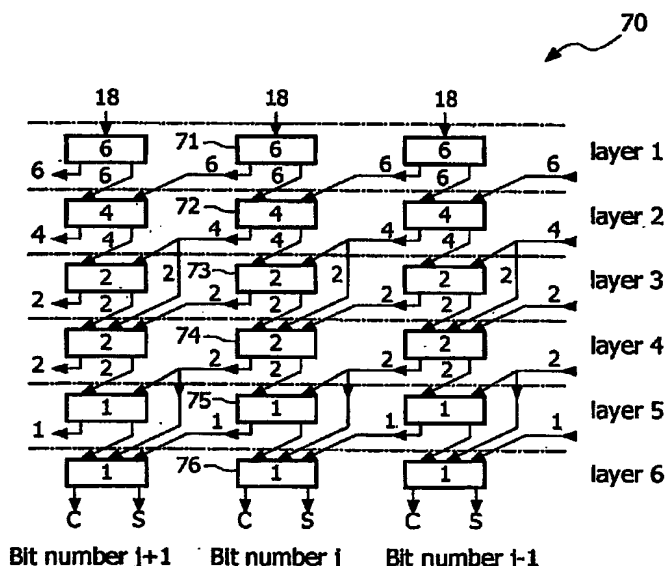 70
18 18 18
6 71 6 6 layer 1
6 6 6 6
6 6 6
4 72 4 4 layer 2
4 4 4 4
4 4 4
2 73 2 2 layer 3
2 2 2
2 2 2 2
2 2 2
2 74 2 2 layer 4
2 2 2 2
2 2 2
1 75 1 1 layer 5
1 1 1 1
1 76 1 1 layer 6
C S C S C S
Bit number j+1 Bit number j Bit number j-1